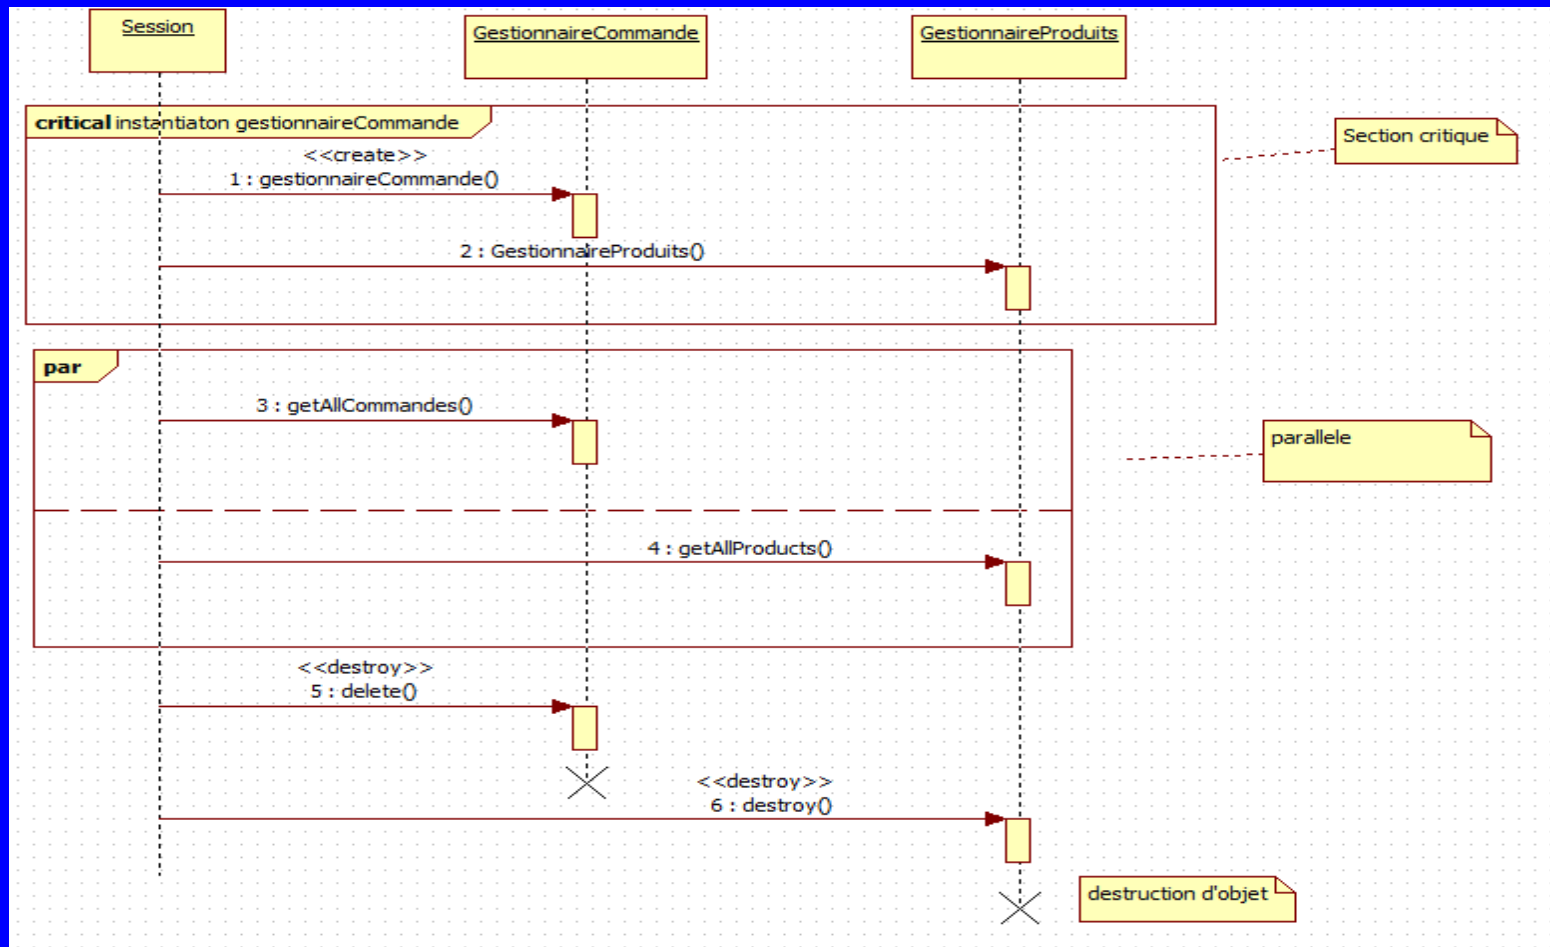 Session
GestionnaireCommande
GestionnaireProduits
critical instantiaton gestionnaireCommande
Section critique
<<create>>
1 : gestionnaireCommande()
2 : GestionnaireProduits()
par
3 : getAllCommandes()
parallele
4 : getAllProducts()
<<destroy>>
5 : delete()
<<destroy>>
6 : destroy()
destruction d'objet